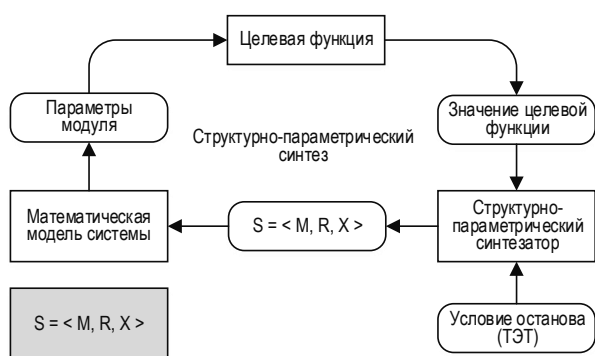 Целевая функция
Параметры
модуля
Значение целевой
функции
Структурно-параметрический
синтез
Математическая
модель системы
S = < M, R, X >
Структурно-
параметрический
синтезатор
S = < M, R, X >
Условие останова
(ТЭТ)